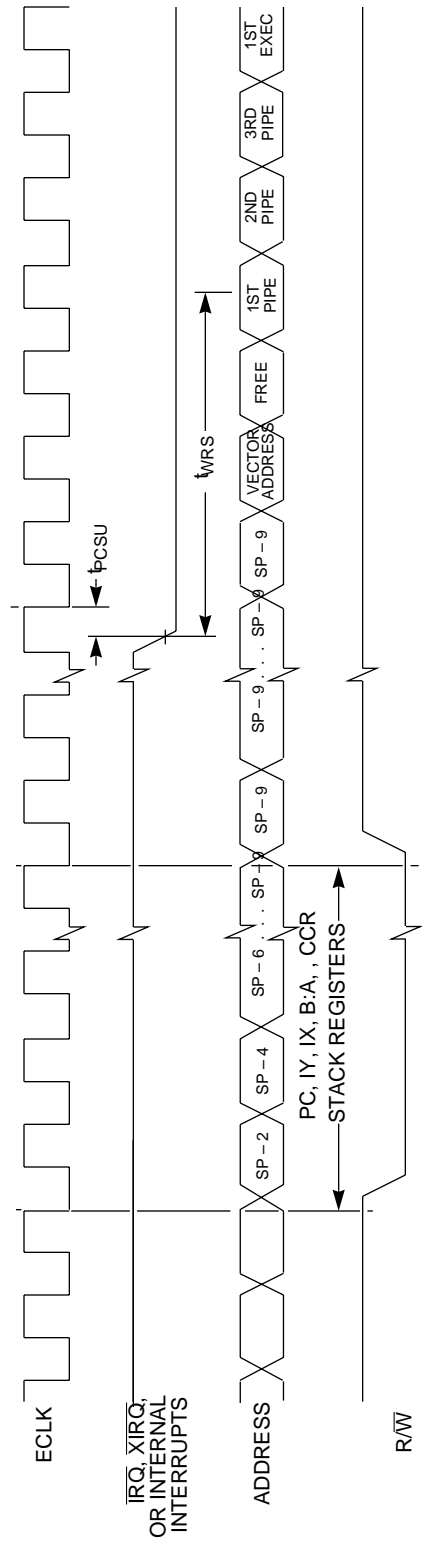 ECLK
t PCSU
IRQ, XIRQ,
OR INTERNAL
INTERRUPTS
t WRS
ADDRESS
SP – 2
SP – 4
SP – 6 . . . SP – 9
SP – 9
SP – 9 . . . SP – 9
SP – 9
VECTOR
ADDRESS
FREE
1ST
PIPE
2ND
PIPE
3RD
PIPE
1ST
EXEC
PC, IY, IX, B:A, , CCR
STACK REGISTERS
R/W